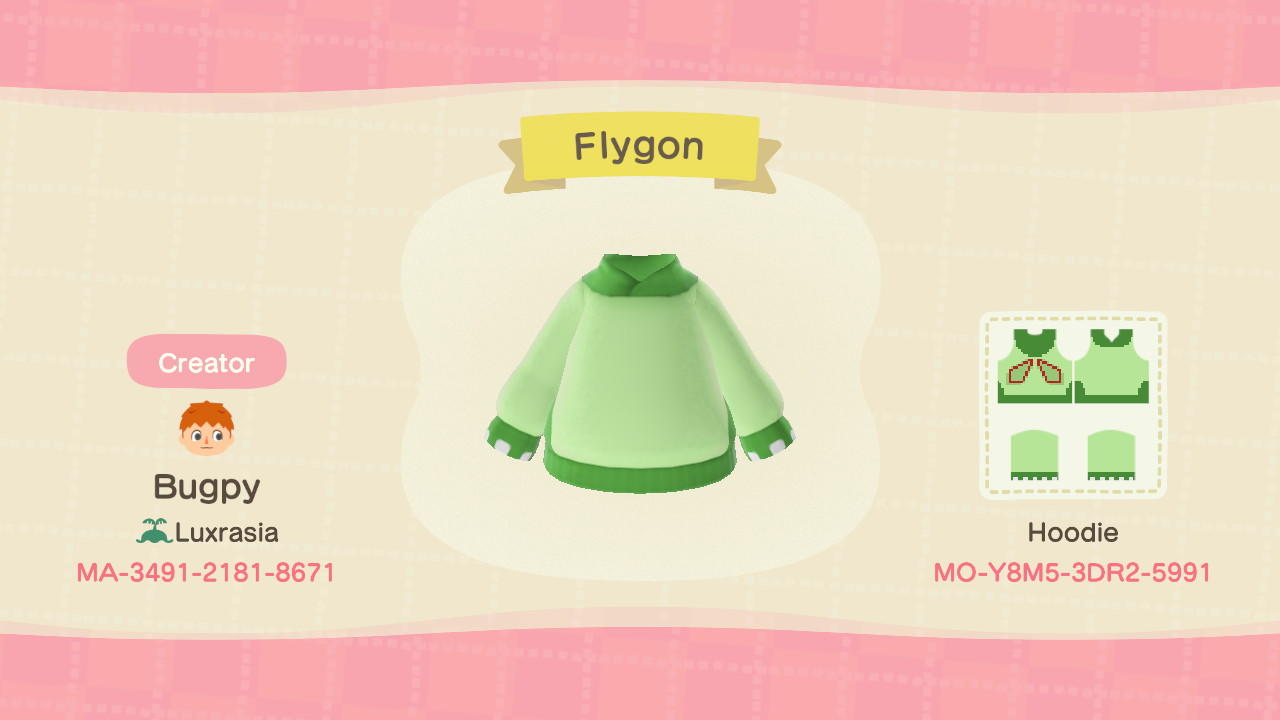 Flygon
Creator
Bugpy
Luxrasia
MA-3491-2181-8671
Hoodie
MO-Y8M5-3DR2-5991